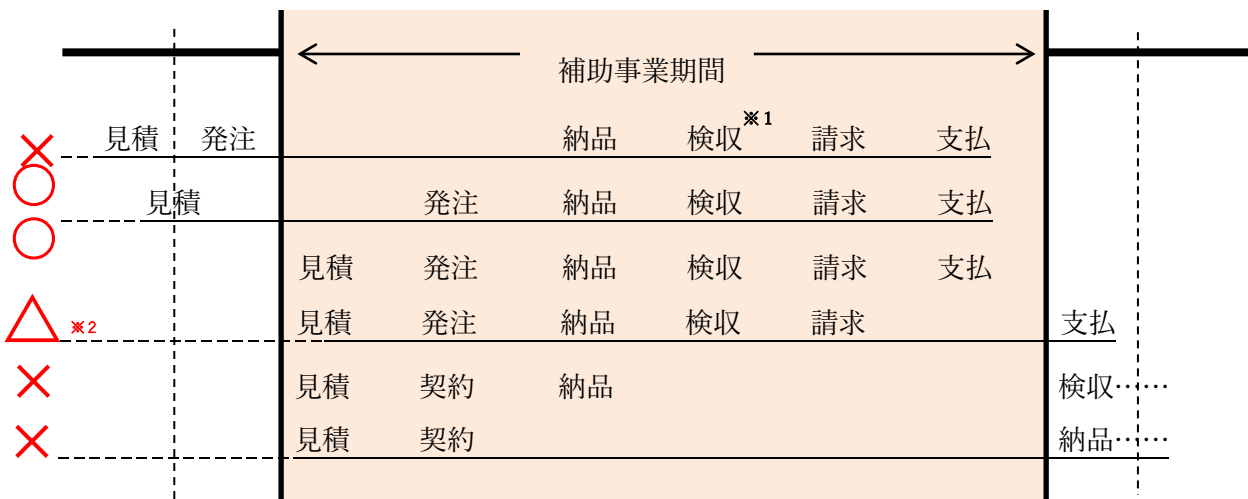 補助事業期間
× 見積 発注 納品 検収※1 請求 支払
○ 見積 発注 納品 検収 請求 支払
○ 見積 発注 納品 検収 請求 支払
△ ※2 見積 発注 納品 検収 請求 支払
× 見積 契約 納品 検収……
× 見積 契約 納品……